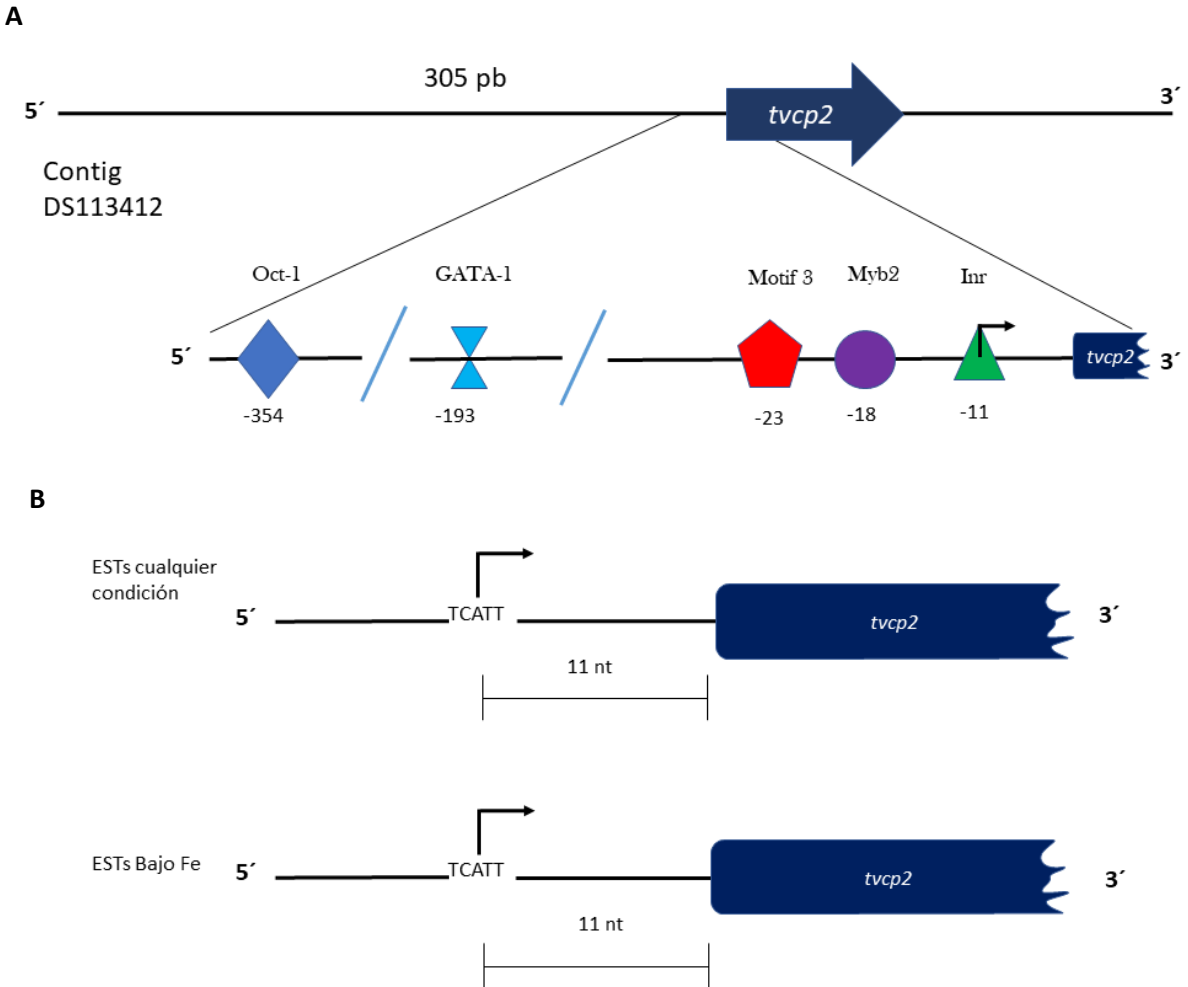 A
305 pb
5´
tvcp2
3´
Contig
DS113412
Oct-1
GATA-1
Motif 3
Myb2
Inr
5´
tvcp2
3´
-354
-193
-23
-18
-11
B
ESTs cualquier
condición
5´
TCATT
tvcp2
3´
11 nt
ESTs Bajo Fe
5´
TCATT
tvcp2
3´
11 nt